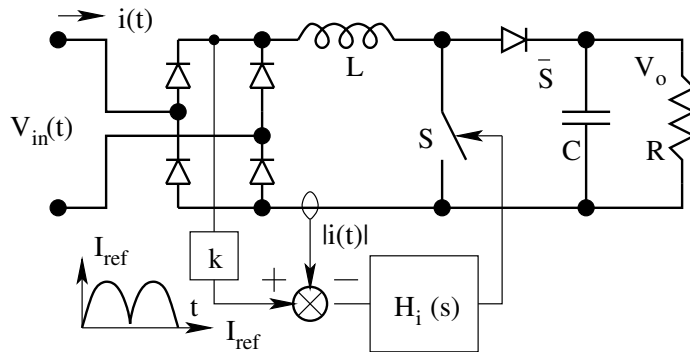 i(t)
L
S̄
V_o
V_in(t)
S
C
R
|i(t)|
I_ref
k
+
−
t
I_ref
H_i (s)